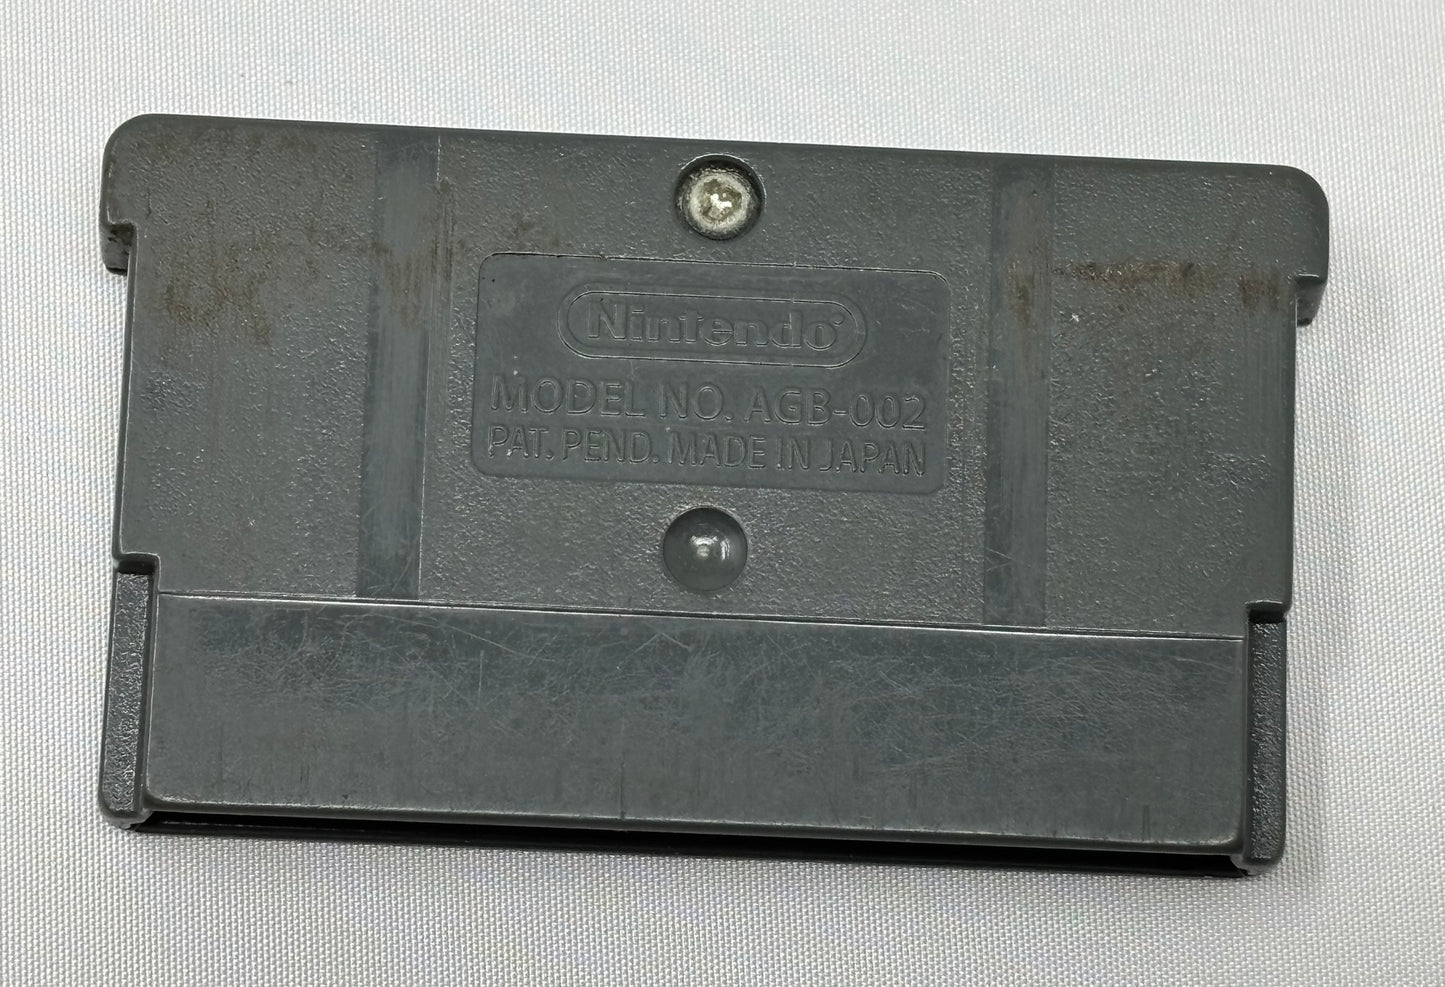 Nintendo®
MODEL NO. AGB-002
PAT. PEND. MADE IN JAPAN